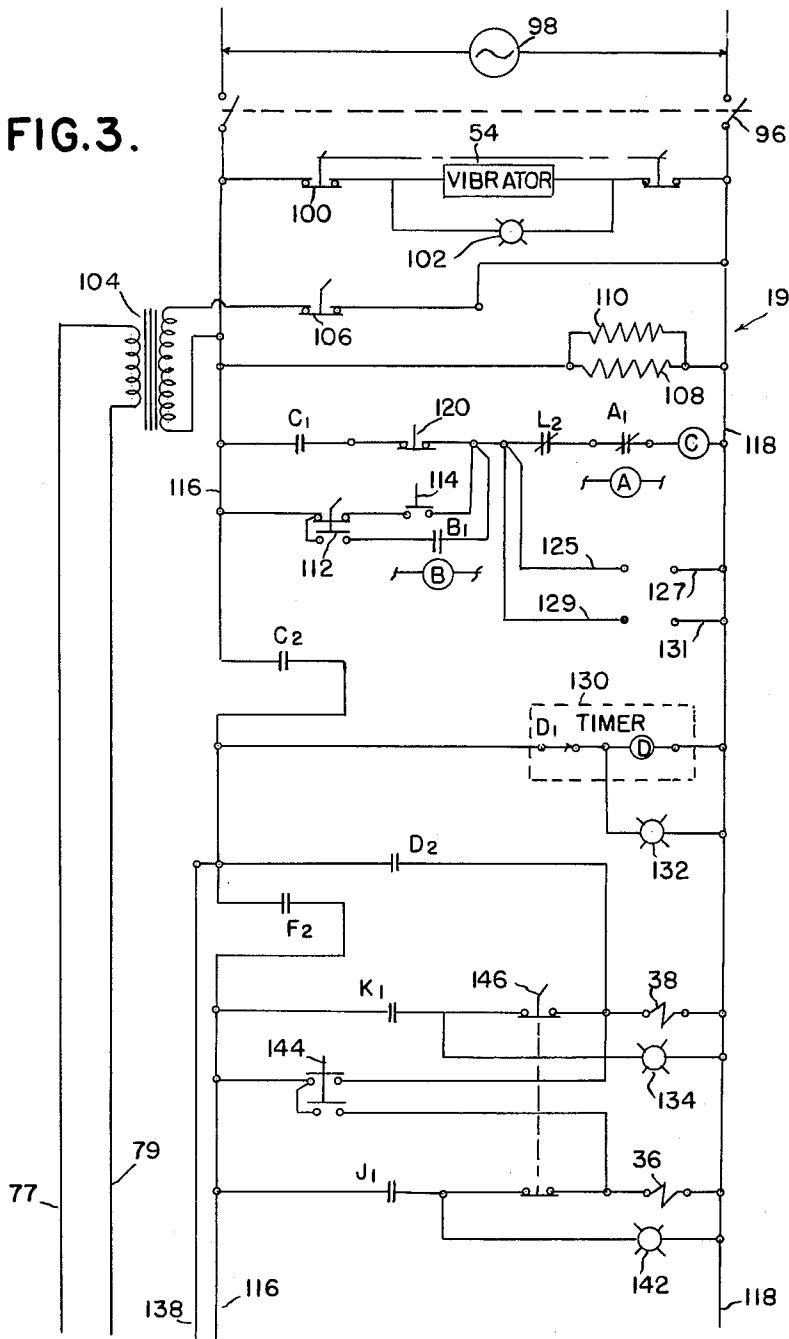 98
FIG.3.
96
54
VIBRATOR
100
102
104
106
110
19
108
C1
120
L2
A1
C
118
A
116
114
B1
112
B
125
127
129
131
C2
130
TIMER
D1
D
132
D2
F2
K1
146
38
144
134
79
J1
36
77
142
138
116
118